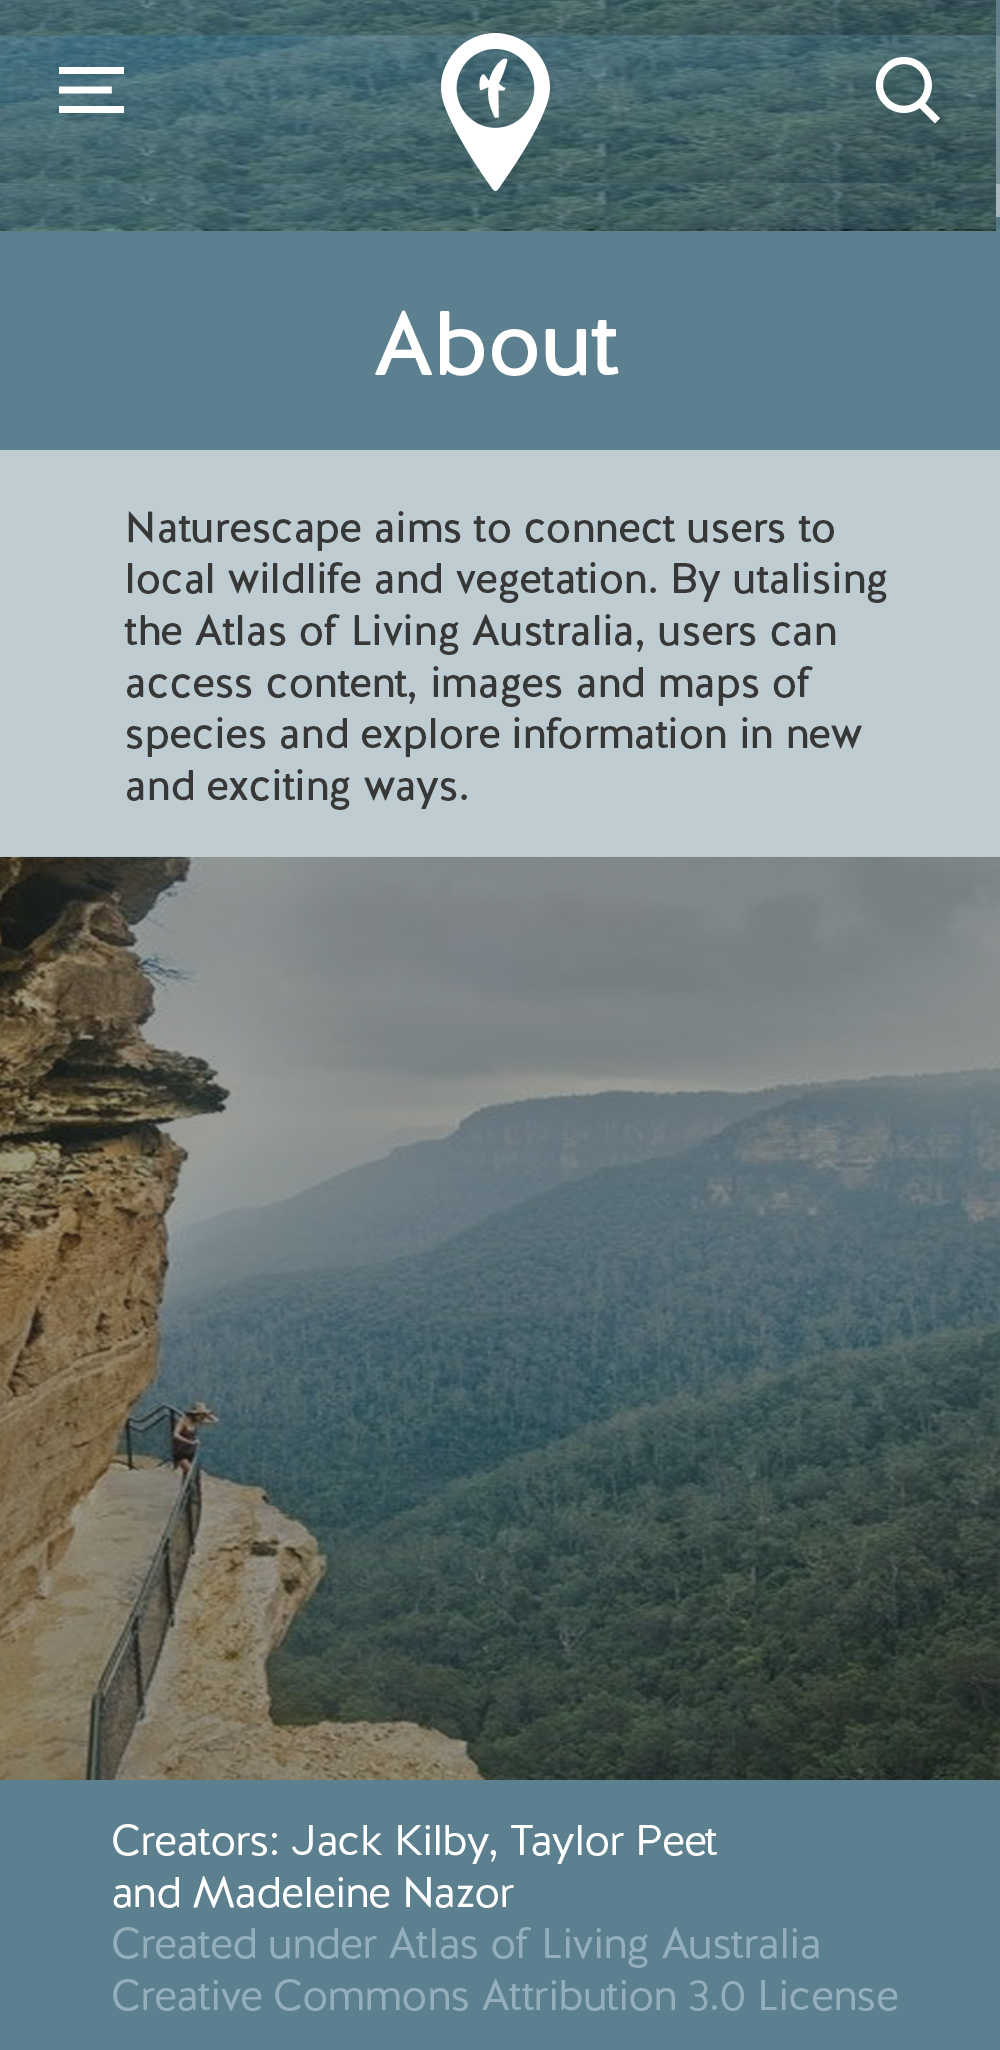 About
Naturescape aims to connect users to
local wildlife and vegetation. By utalising
the Atlas of Living Australia, users can
access content, images and maps of
species and explore information in new
and exciting ways.
Creators: Jack Kilby, Taylor Peet
and Madeleine Nazor
Created under Atlas of Living Australia
Creative Commons Attribution 3.0 License